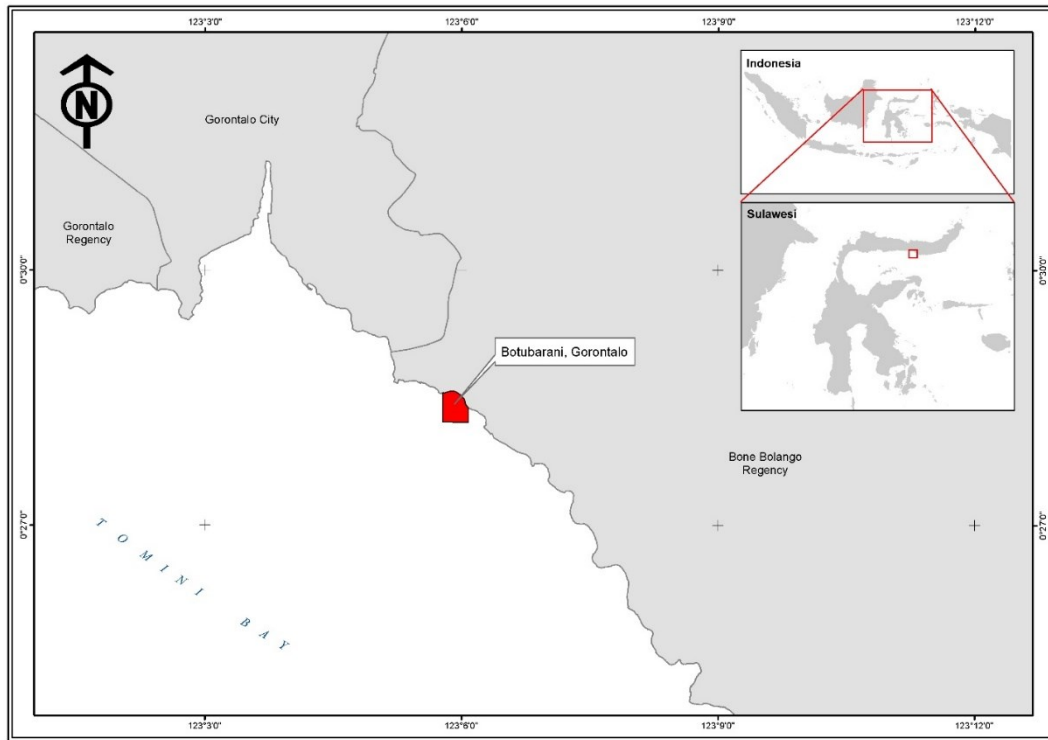 123°3'0"
123°6'0"
123°9'0"
123°12'0"
N
Gorontalo City
Gorontalo
Regency
Indonesia
Sulawesi
0°30'0"
0°30'0"
Botubarani, Gorontalo
Bone Bolango
Regency
0°27'0"
0°27'0"
TOMINI BAY
123°3'0"
123°6'0"
123°9'0"
123°12'0"